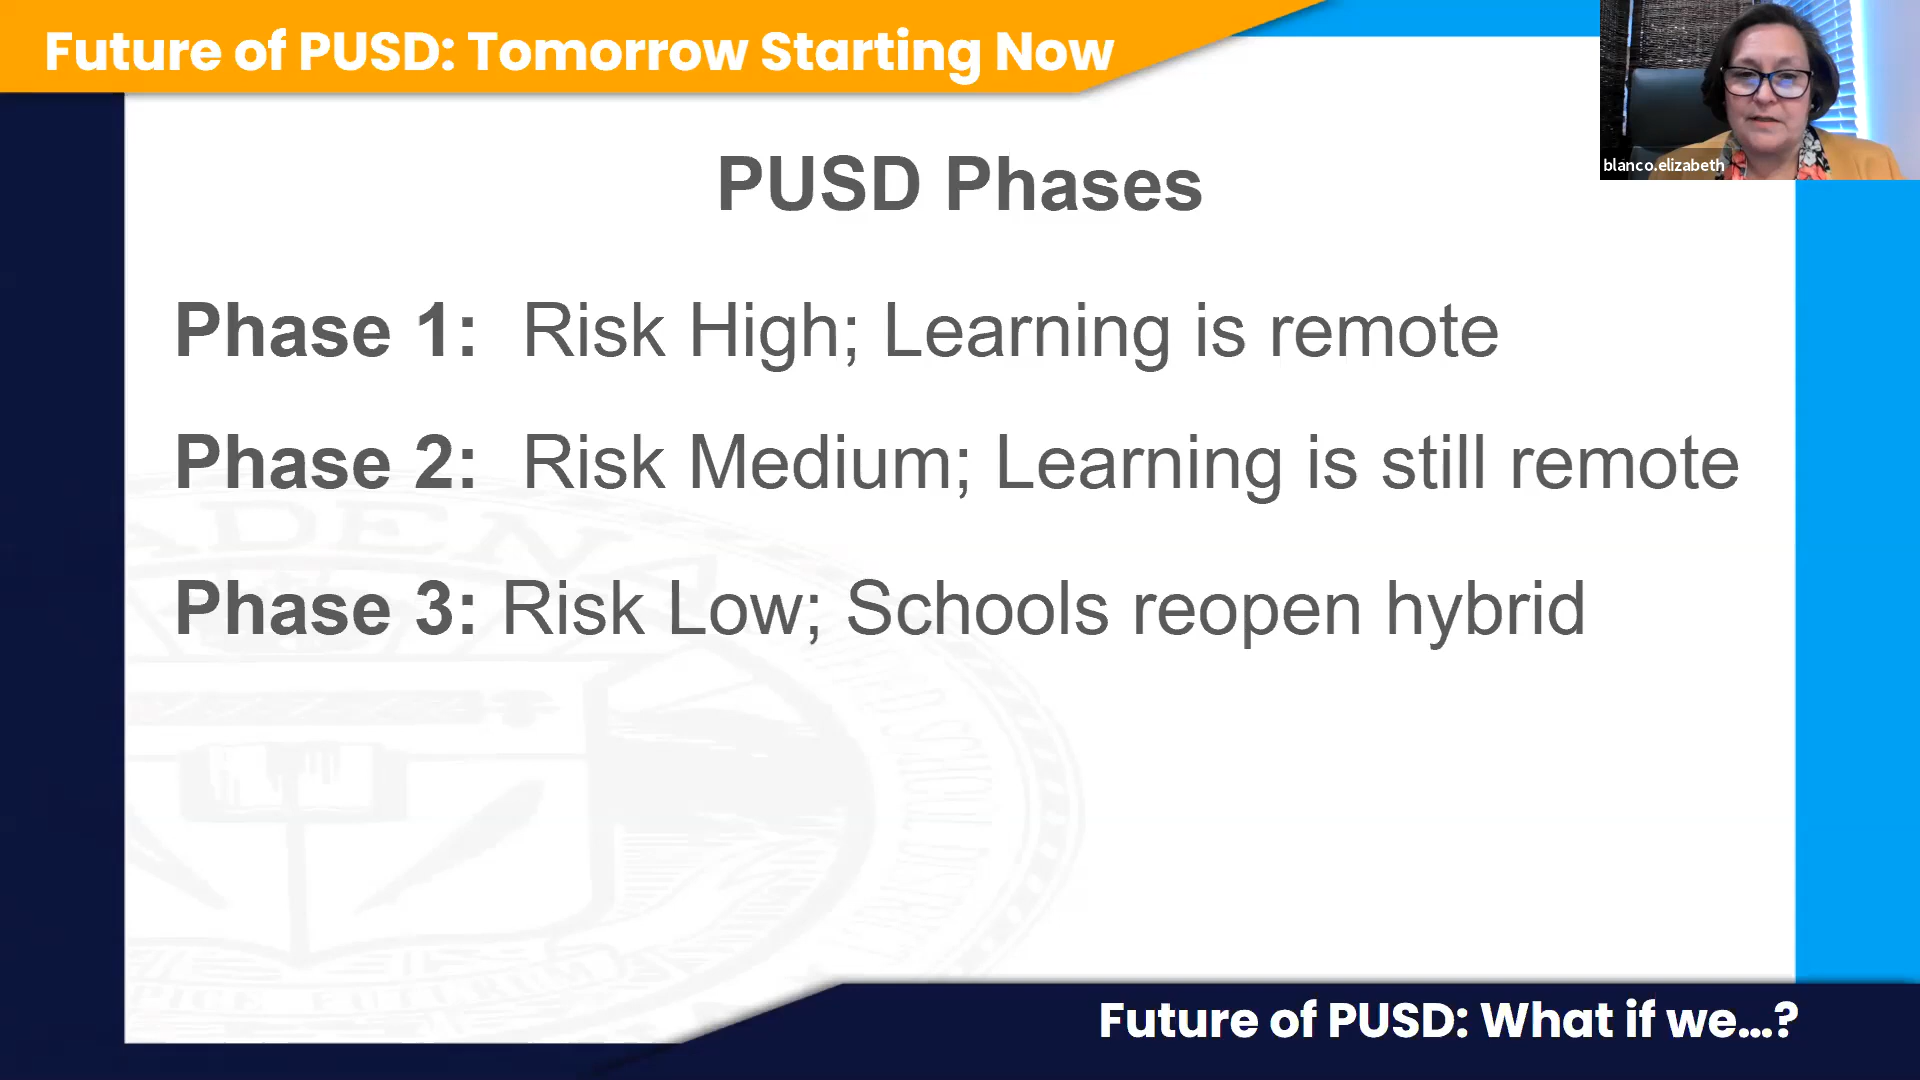 Future of PUSD: Tomorrow Starting Now
blanco.elizabeth
PUSD Phases
Phase 1: Risk High; Learning is remote
Phase 2: Risk Medium; Learning is still remote
ADENA
Phase 3: Risk Low; Schools reopen hybrid
Future of PUSD: What if we...?